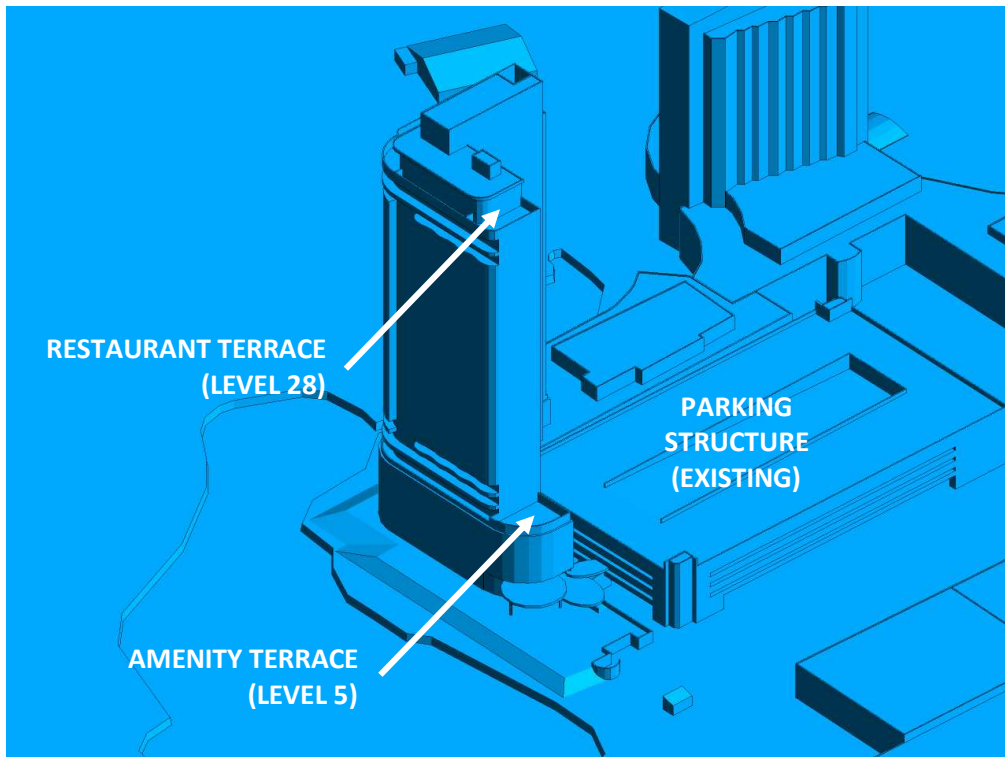 RESTAURANT TERRACE
(LEVEL 28)
PARKING
STRUCTURE
(EXISTING)
AMENITY TERRACE
(LEVEL 5)